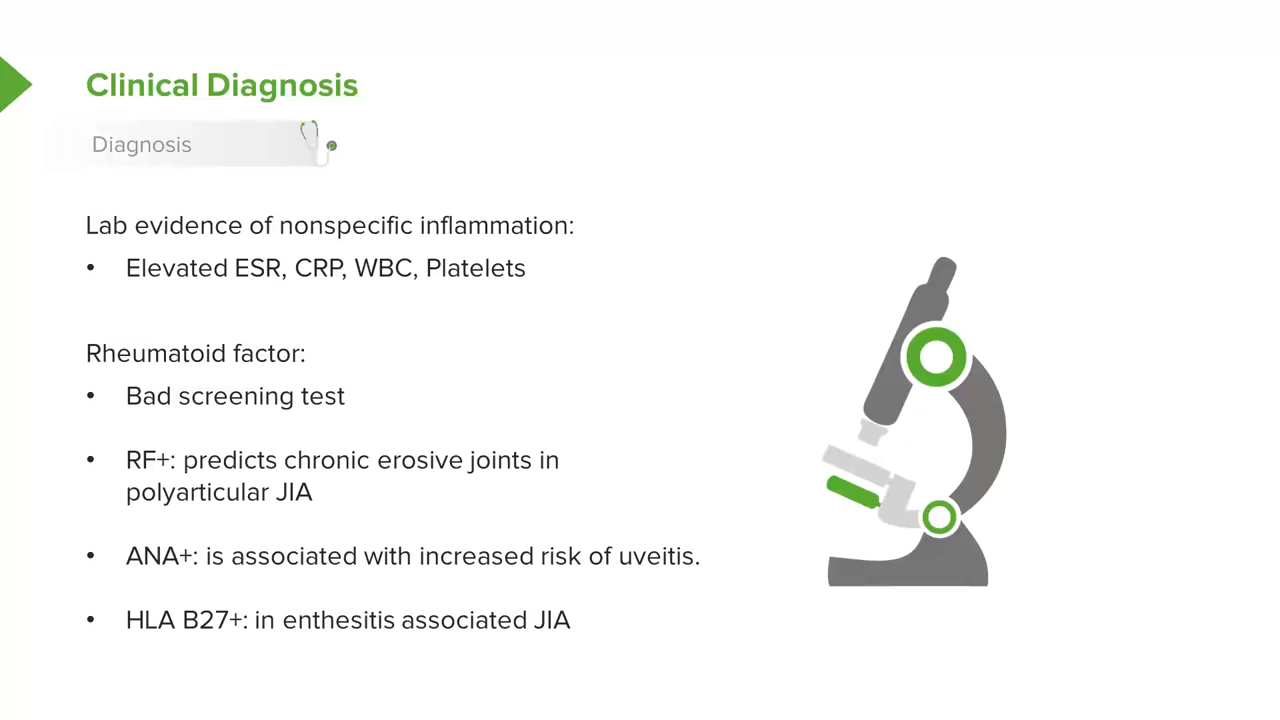 Clinical Diagnosis
Diagnosis
Lab evidence of nonspecific inflammation:
• Elevated ESR, CRP, WBC, Platelets
Rheumatoid factor:
• Bad screening test
• RF+: predicts chronic erosive joints in
polyarticular JIA
• ANA+: is associated with increased risk of uveitis.
• HLA B27+: in enthesitis associated JIA